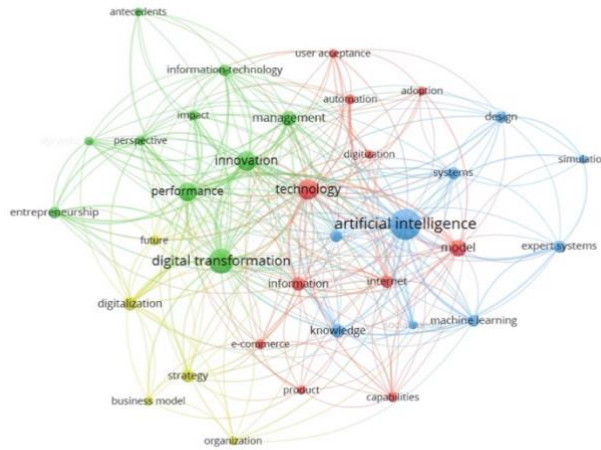 antecedents
user acceptance
information-technology
automation
adoption
impact
management
design
perspective
digitization
simulation
innovation
systems
performance
technology
entrepreneurship
artificial intelligence
future
model
expert systems
digital transformation
information
internet
digitalization
knowledge
machine learning
e-commerce
strategy
product
capabilities
business model
organization